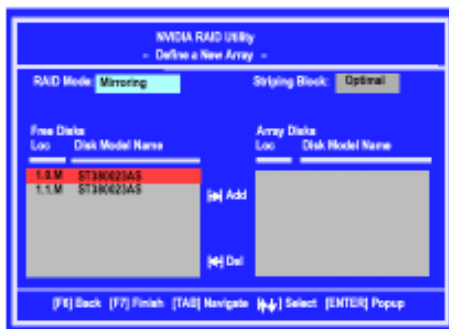 NVIDIA RAID Utility
- Define a New Array -
RAID Mode: Mirroring Striping Block: Optimal
Free Disks Array Disks
Loc Disk Model Name Loc Disk Model Name
1.0.M ST380023AS
1.1.M ST380023AS
[→] Add
[←] Del
[F6] Back [F7] Finish [TAB] Navigate [↑↓] Select [ENTER] Popup